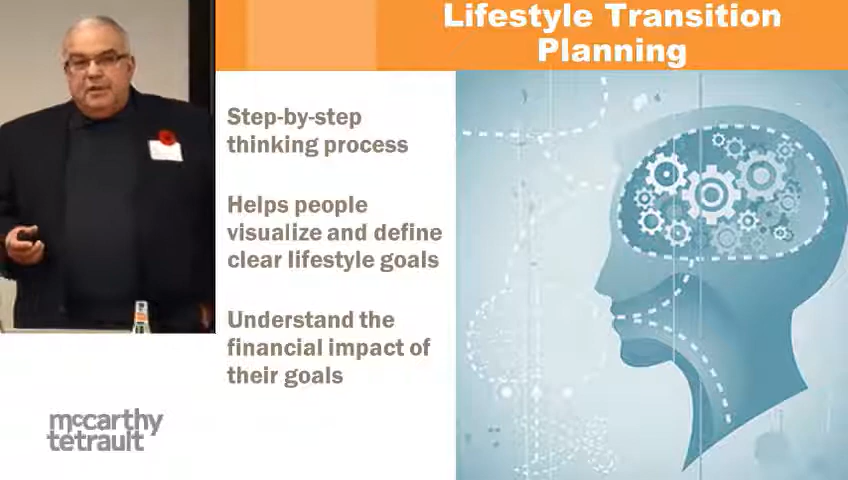 Lifestyle Transition
Planning
Step-by-step
thinking process
Helps people
visualize and define
clear lifestyle goals
Understand the
financial impact of
their goals
mccarthy
tetrault